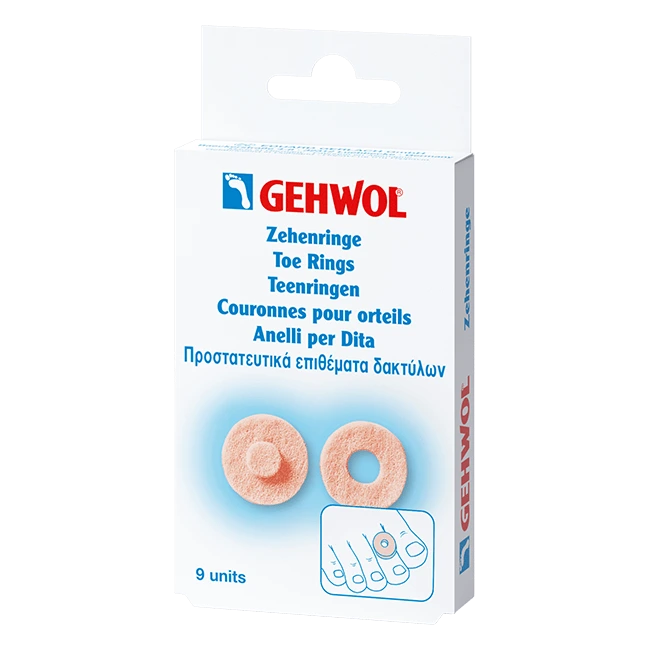 GEHWOL®
Zehenringe
Toe Rings
Teenringen
Couronnes pour orteils
Anelli per Dita
Προστατευτικά επιθέματα δακτύλων
9 units
GEHWOL Zehenringe